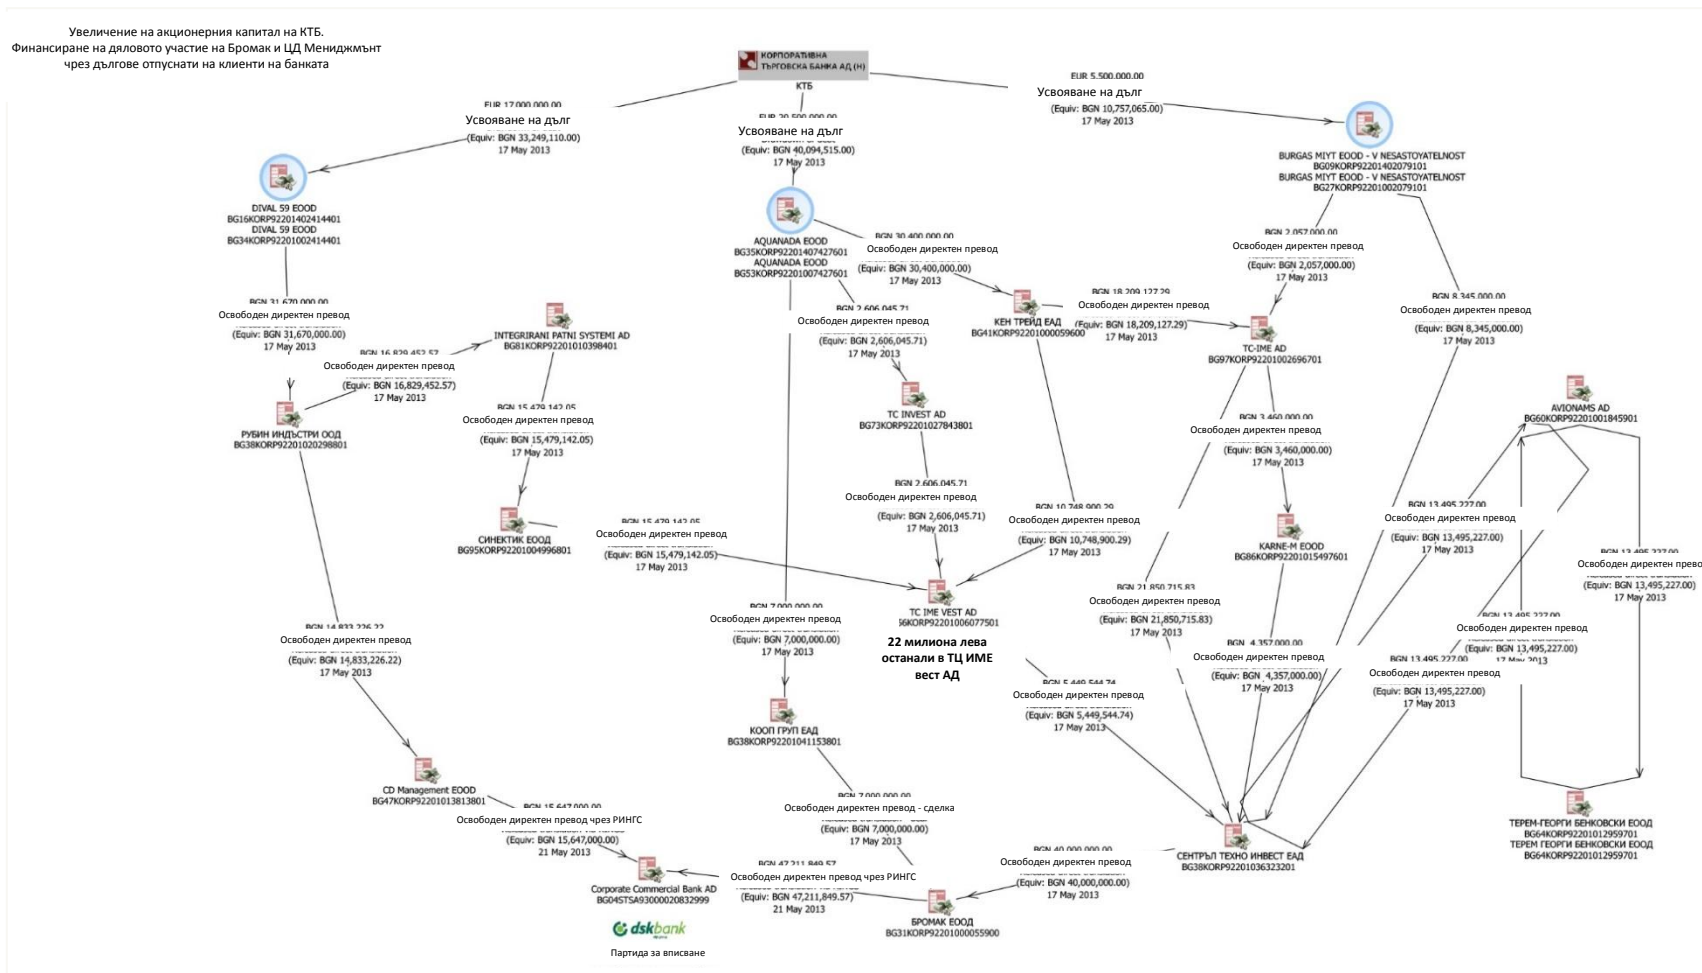 Увеличение на акционерния капитал на КТБ.
Финансиране на дяловото участие на Бромак и ЦД Мениджмънт
чрез дългове отпуснати на клиенти на банката
КОРПОРАТИВНА
ТЪРГОВСКА БАНКА АД (Н)
КТБ
EUR 17,000,000.00
Усвояване на дълг
(Equiv: BGN 33,249,110.00)
17 May 2013
EUR 20,500,000.00
Усвояване на дълг
(Equiv: BGN 40,094,515.00)
17 May 2013
EUR 5,500,000.00
Усвояване на дълг
(Equiv: BGN 10,757,065.00)
17 May 2013
DIVAL 59 EOOD
BG16KORP92201402414401
DIVAL 59 EOOD
BG34KORP92201002414401
AQUANADA EOOD
BG35KORP92201407427601
AQUANADA EOOD
BG53KORP92201007427601
BURGAS MIYT EOOD - V NESASTOYATELNOST
BG09KORP92201402079101
BURGAS MIYT EOOD - V NESASTOYATELNOST
BG27KORP92201002079101
BGN 30,400,000.00
Освободен директен превод
(Equiv: BGN 30,400,000.00)
17 May 2013
BGN 2,057,000.00
Освободен директен превод
(Equiv: BGN 2,057,000.00)
17 May 2013
BGN 8,345,000.00
Освободен директен превод
(Equiv: BGN 8,345,000.00)
17 May 2013
BGN 31,670,000.00
Освободен директен превод
(Equiv: BGN 31,670,000.00)
17 May 2013
BGN 2,606,045.71
Освободен директен превод
(Equiv: BGN 2,606,045.71)
17 May 2013
BGN 18,209,127.29
Освободен директен превод
(Equiv: BGN 18,209,127.29)
17 May 2013
INTEGRIRANI PATNI SYSTEMI AD
BG81KORP92201010398401
КЕН ТРЕЙД ЕАД
BG41KORP92201000059600
TC-IME AD
BG97KORP92201002696701
BGN 16,829,452.57
Освободен директен превод
(Equiv: BGN 16,829,452.57)
17 May 2013
РУБИН ИНДЪСТРИ ООД
BG38KORP92201020298801
BGN 15,479,142.05
Освободен директен превод
(Equiv: BGN 15,479,142.05)
17 May 2013
TC INVEST AD
BG73KORP92201027843801
BGN 3,460,000.00
Освободен директен превод
(Equiv: BGN 3,460,000.00)
17 May 2013
AVIONAMS AD
BG60KORP92201001845901
СИНЕКТИК ЕООД
BG95KORP92201004996801
BGN 15,479,142.05
Освободен директен превод
(Equiv: BGN 15,479,142.05)
17 May 2013
BGN 2,606,045.71
Освободен директен превод
(Equiv: BGN 2,606,045.71)
17 May 2013
BGN 10,748,900.29
Освободен директен превод
(Equiv: BGN 10,748,900.29)
17 May 2013
KARNE-M EOOD
BG86KORP92201015497601
BGN 13,495,227.00
Освободен директен превод
(Equiv: BGN 13,495,227.00)
17 May 2013
BGN 13,495,227.00
Освободен директен прево
(Equiv: BGN 13,495,227.00)
17 May 2013
TC IME VEST AD
66KORP92201006077501
22 милиона лева
останали в ТЦ ИМЕ
вест АД
BGN 21,850,715.83
Освободен директен превод
(Equiv: BGN 21,850,715.83)
17 May 2013
BGN 13,495,227.00
Освободен директен превод
(Equiv: BGN 13,495,227.00)
17 May 2013
BGN 14,833,226.22
Освободен директен превод
(Equiv: BGN 14,833,226.22)
17 May 2013
BGN 7,000,000.00
Освободен директен превод
(Equiv: BGN 7,000,000.00)
17 May 2013
BGN 4,357,000.00
Освободен директен превод
(Equiv: BGN 4,357,000.00)
17 May 2013
BGN 13,495,227.00
Освободен директен превод
(Equiv: BGN 13,495,227.00)
17 May 2013
BGN 5,449,544.74
Освободен директен превод
(Equiv: BGN 5,449,544.74)
17 May 2013
КООП ГРУП ЕАД
BG38KORP92201041153801
CD Management EOOD
BG47KORP92201013813801
BGN 15,647,000.00
Освободен директен превод чрез РИНГС
(Equiv: BGN 15,647,000.00)
21 May 2013
BGN 7,000,000.00
Освободен директен превод - сделка
(Equiv: BGN 7,000,000.00)
17 May 2013
ТЕРЕМ-ГЕОРГИ БЕНКОВСКИ ЕООД
BG64KORP92201012959701
ТЕРЕМ ГЕОРГИ БЕНКОВСКИ ЕООД
BG64KORP92201012959701
СЕНТРЪЛ ТЕХНО ИНВЕСТ ЕАД
BG38KORP92201036323201
BGN 40,000,000.00
Освободен директен превод
(Equiv: BGN 40,000,000.00)
17 May 2013
BGN 47,211,849.57
Освободен директен превод чрез РИНГС
(Equiv: BGN 47,211,849.57)
21 May 2013
Corporate Commercial Bank AD
BG04STSA93000020832999
БРОМАК ЕООД
BG31KORP92201000055900
dskbank
Партида за вписване